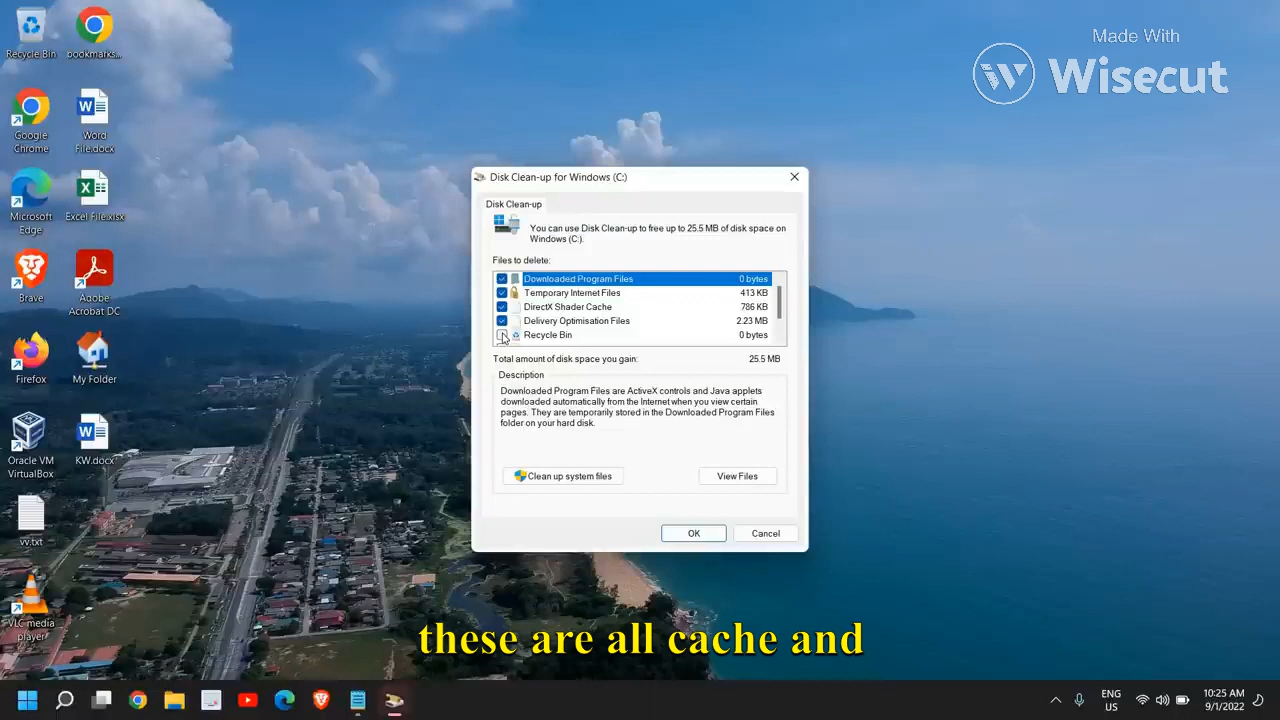 Recycle Bin
bookmarks...
Made With
Wisecut
Google
Chrome
Word
File.docx
Microsoft
Edge
Excel File.xlsx
Brave
Adobe
Acrobat DC
Firefox
My Folder
Oracle VM
VirtualBox
KW.docx
vv.txt
VLC media
player
Disk Clean-up for Windows (C:)
Disk Clean-up
You can use Disk Clean-up to free up to 25.5 MB of disk space on
Windows (C:).
Files to delete:
Downloaded Program Files 0 bytes
Temporary Internet Files 413 KB
DirectX Shader Cache 786 KB
Delivery Optimisation Files 2.23 MB
Recycle Bin 0 bytes
Total amount of disk space you gain: 25.5 MB
Description
Downloaded Program Files are ActiveX controls and Java applets
downloaded automatically from the Internet when you view certain
pages. They are temporarily stored in the Downloaded Program Files
folder on your hard disk.
Clean up system files
View Files
OK
Cancel
these are all cache and
ENG
US
10:25 AM
9/1/2022